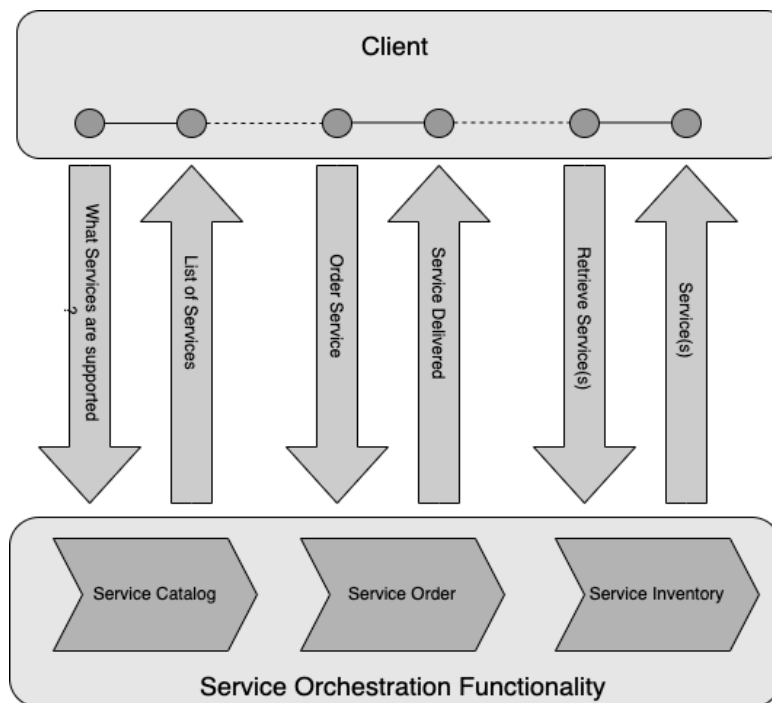 Client
What Services are supported
?
List of Services
Order Service
Service Delivered
Retrieve Service(s)
Service(s)
Service Catalog
Service Order
Service Inventory
Service Orchestration Functionality